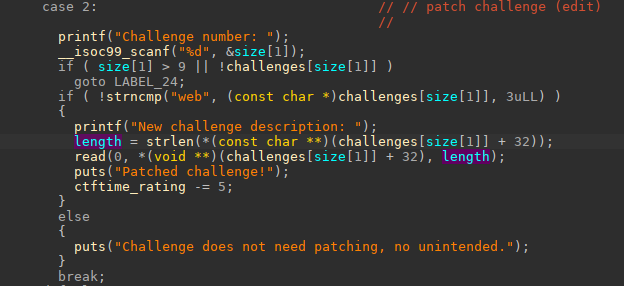 case 2: // // patch challenge (edit)
//
printf("Challenge number: ");
__isoc99_scanf("%d", &size[1]);
if ( size[1] > 9 || !challenges[size[1]] )
goto LABEL_24;
if ( !strncmp("web", (const char *)challenges[size[1]], 3uLL) )
{
printf("New challenge description: ");
length = strlen(*(const char **)(challenges[size[1]] + 32));
read(0, *(void **)(challenges[size[1]] + 32), length);
puts("Patched challenge!");
ctftime_rating -= 5;
}
else
{
puts("Challenge does not need patching, no unintended.");
}
break;